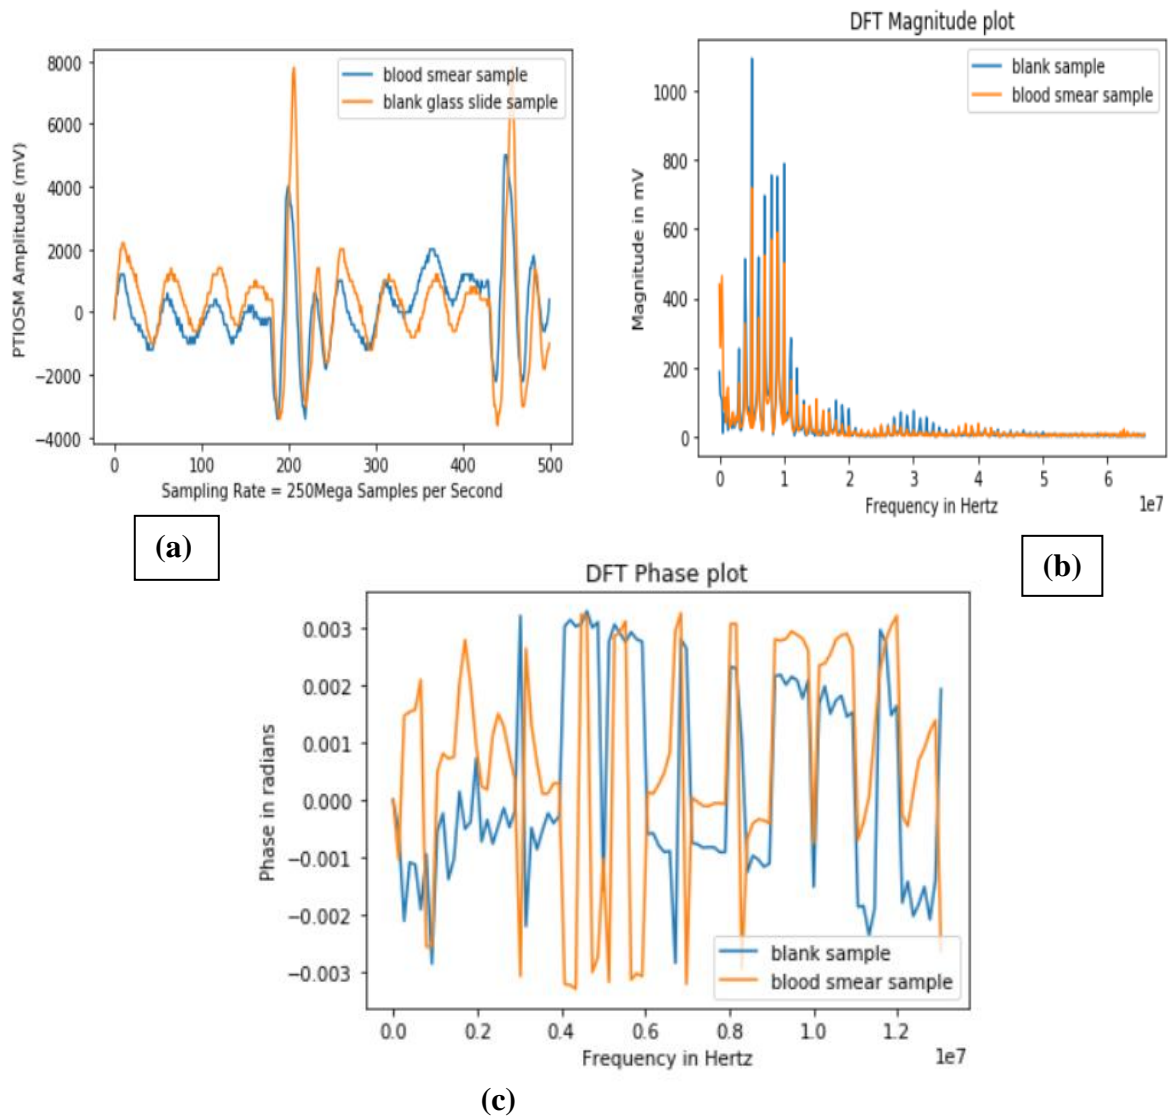 8000
6000
4000
2000
0
−2000
−4000
PTIOSM Amplitude (mV)
blood smear sample
blank glass slide sample
0 100 200 300 400 500
Sampling Rate = 250Mega Samples per Second
(a)
DFT Magnitude plot
1000
800
600
400
200
0
Magnitude in mV
blank sample
blood smear sample
0 1 2 3 4 5 6
1e7
Frequency in Hertz
(b)
DFT Phase plot
0.003
0.002
0.001
0.000
−0.001
−0.002
−0.003
Phase in radians
blank sample
blood smear sample
0.0 0.2 0.4 0.6 0.8 1.0 1.2
1e7
Frequency in Hertz
(c)